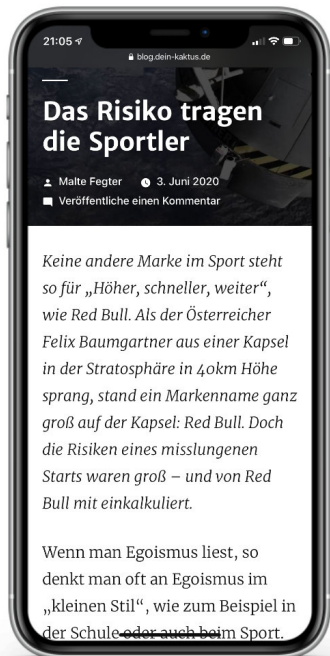 21:05
blog.dein-kaktus.de
Das Risiko tragen
die Sportler
Malte Fegter 3. Juni 2020
Veröffentliche einen Kommentar
Keine andere Marke im Sport steht
so für „Höher, schneller, weiter“,
wie Red Bull. Als der Österreicher
Felix Baumgartner aus einer Kapsel
in der Stratosphäre in 40km Höhe
sprang, stand ein Markenname ganz
groß auf der Kapsel: Red Bull. Doch
die Risiken eines misslungenen
Starts waren groß – und von Red
Bull mit einkalkuliert.
Wenn man Egoismus liest, so
denkt man oft an Egoismus im
„kleinen Stil“, wie zum Beispiel in
der Schule oder auch beim Sport.